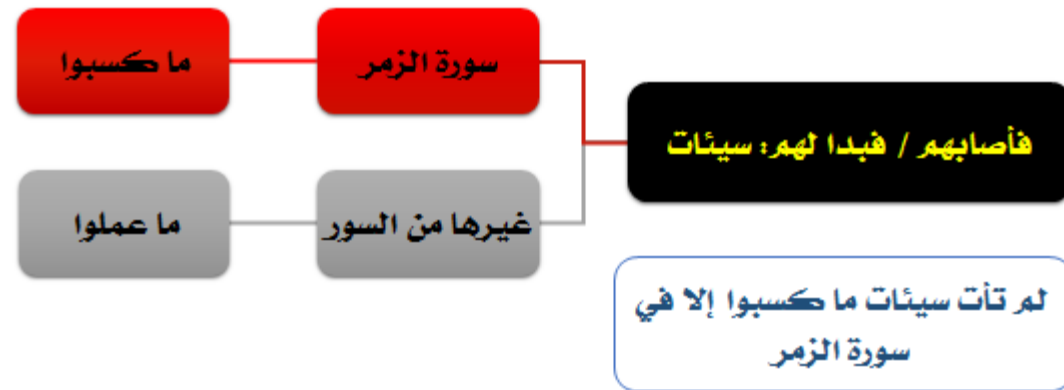 فأصابهم / فبدا لهم: سيئات
سورة الزمر
ما كسبوا
غيرها من السور
ما عملوا
لم تأت سيئات ما كسبوا إلا في
سورة الزمر